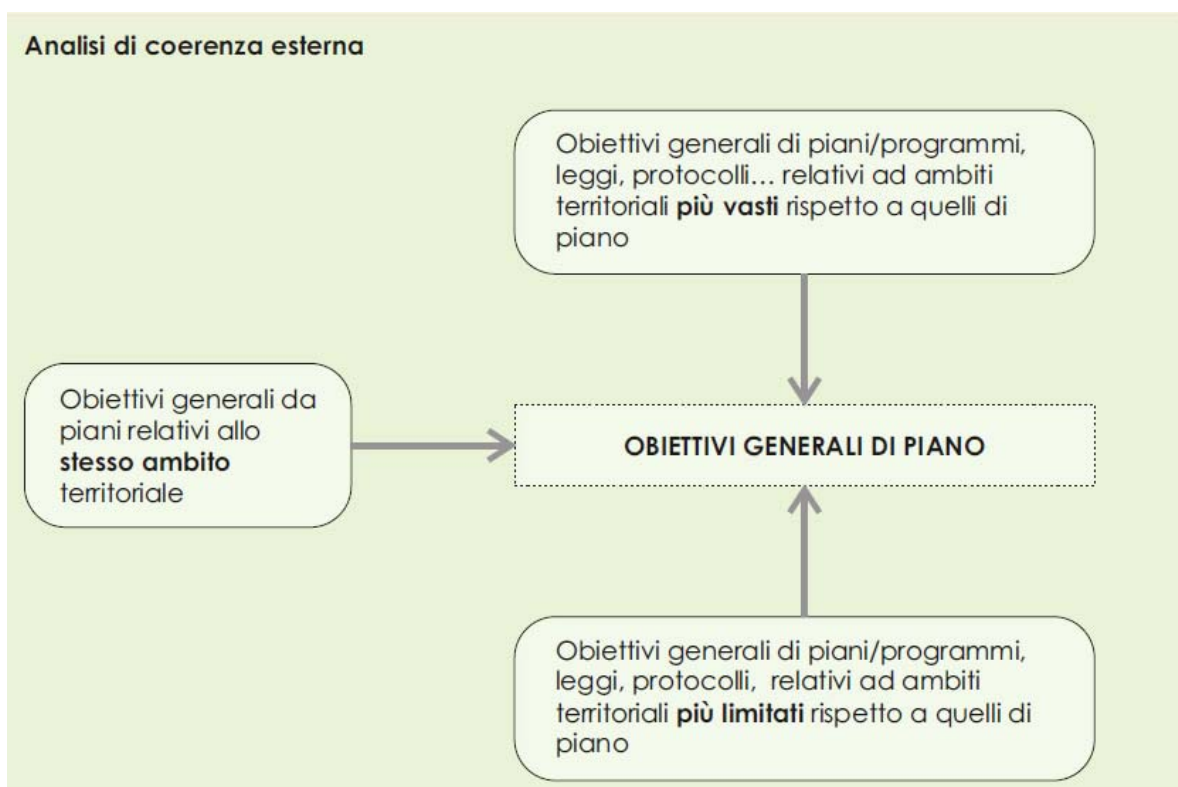 Analisi di coerenza esterna
Obiettivi generali di piani/programmi,
leggi, protocolli... relativi ad ambiti
territoriali più vasti rispetto a quelli di
piano
Obiettivi generali da
piani relativi allo
stesso ambito
territoriale
OBIETTIVI GENERALI DI PIANO
Obiettivi generali di piani/programmi,
leggi, protocolli, relativi ad ambiti
territoriali più limitati rispetto a quelli di
piano